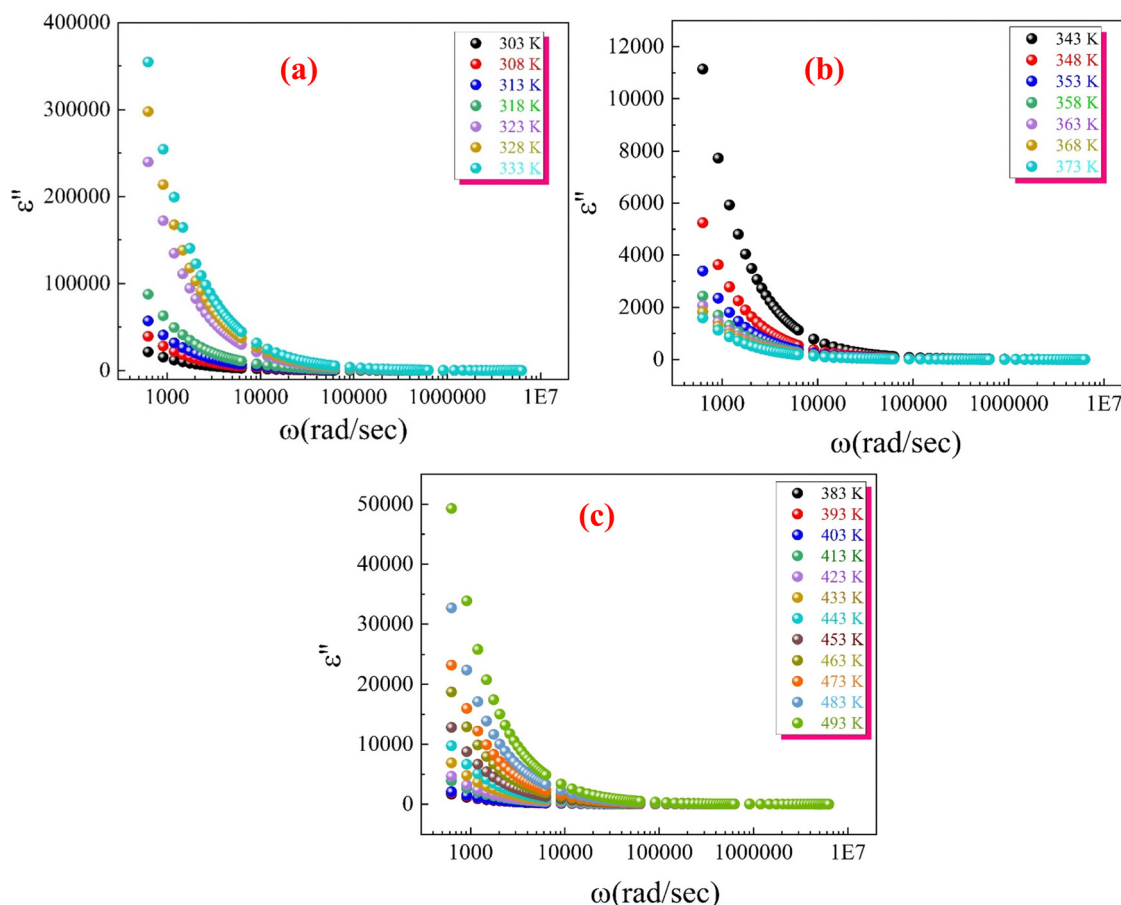 (a)
400000
300000
200000
100000
0
ε"
1000
10000
100000
1000000
1E7
ω(rad/sec)
303 K
308 K
313 K
318 K
323 K
328 K
333 K
(b)
12000
10000
8000
6000
4000
2000
0
ε"
1000
10000
100000
1000000
1E7
ω(rad/sec)
343 K
348 K
353 K
358 K
363 K
368 K
373 K
(c)
50000
40000
30000
20000
10000
0
ε"
1000
10000
100000
1000000
1E7
ω(rad/sec)
383 K
393 K
403 K
413 K
423 K
433 K
443 K
453 K
463 K
473 K
483 K
493 K